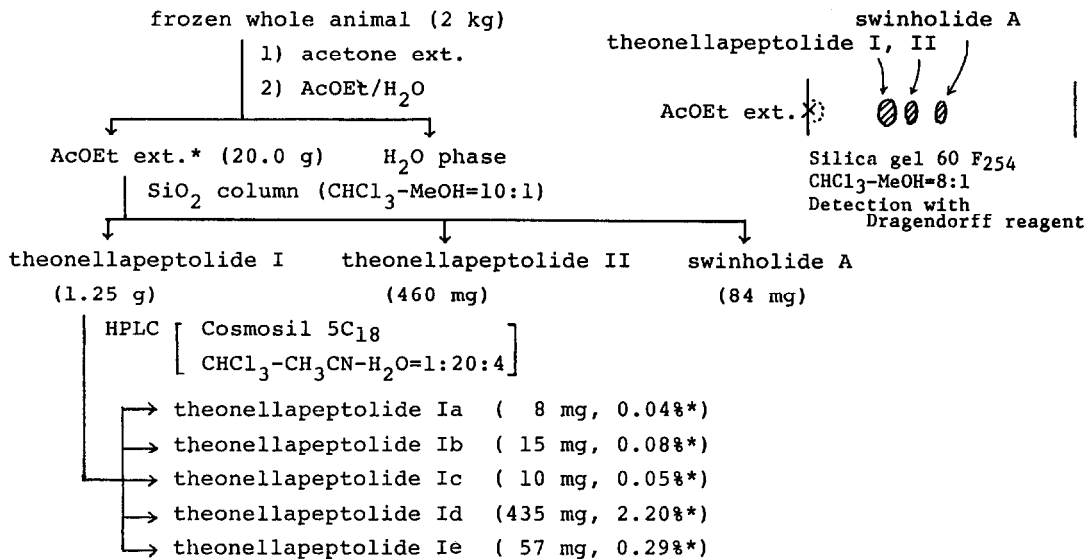 frozen whole animal (2 kg)
1) acetone ext.
2) AcOEt/H2O
AcOEt ext.* (20.0 g) H2O phase
SiO2 column (CHCl3-MeOH=10:1)
theonellapeptolide I theonellapeptolide II swinholide A
(1.25 g) (460 mg) (84 mg)
HPLC [ Cosmosil 5C18
CHCl3-CH3CN-H2O=1:20:4 ]
theonellapeptolide Ia ( 8 mg, 0.04%*)
theonellapeptolide Ib ( 15 mg, 0.08%*)
theonellapeptolide Ic ( 10 mg, 0.05%*)
theonellapeptolide Id (435 mg, 2.20%*)
theonellapeptolide Ie ( 57 mg, 0.29%*)
swinholide A
theonellapeptolide I, II
AcOEt ext.
Silica gel 60 F254
CHCl3-MeOH=8:1
Detection with
Dragendorff reagent